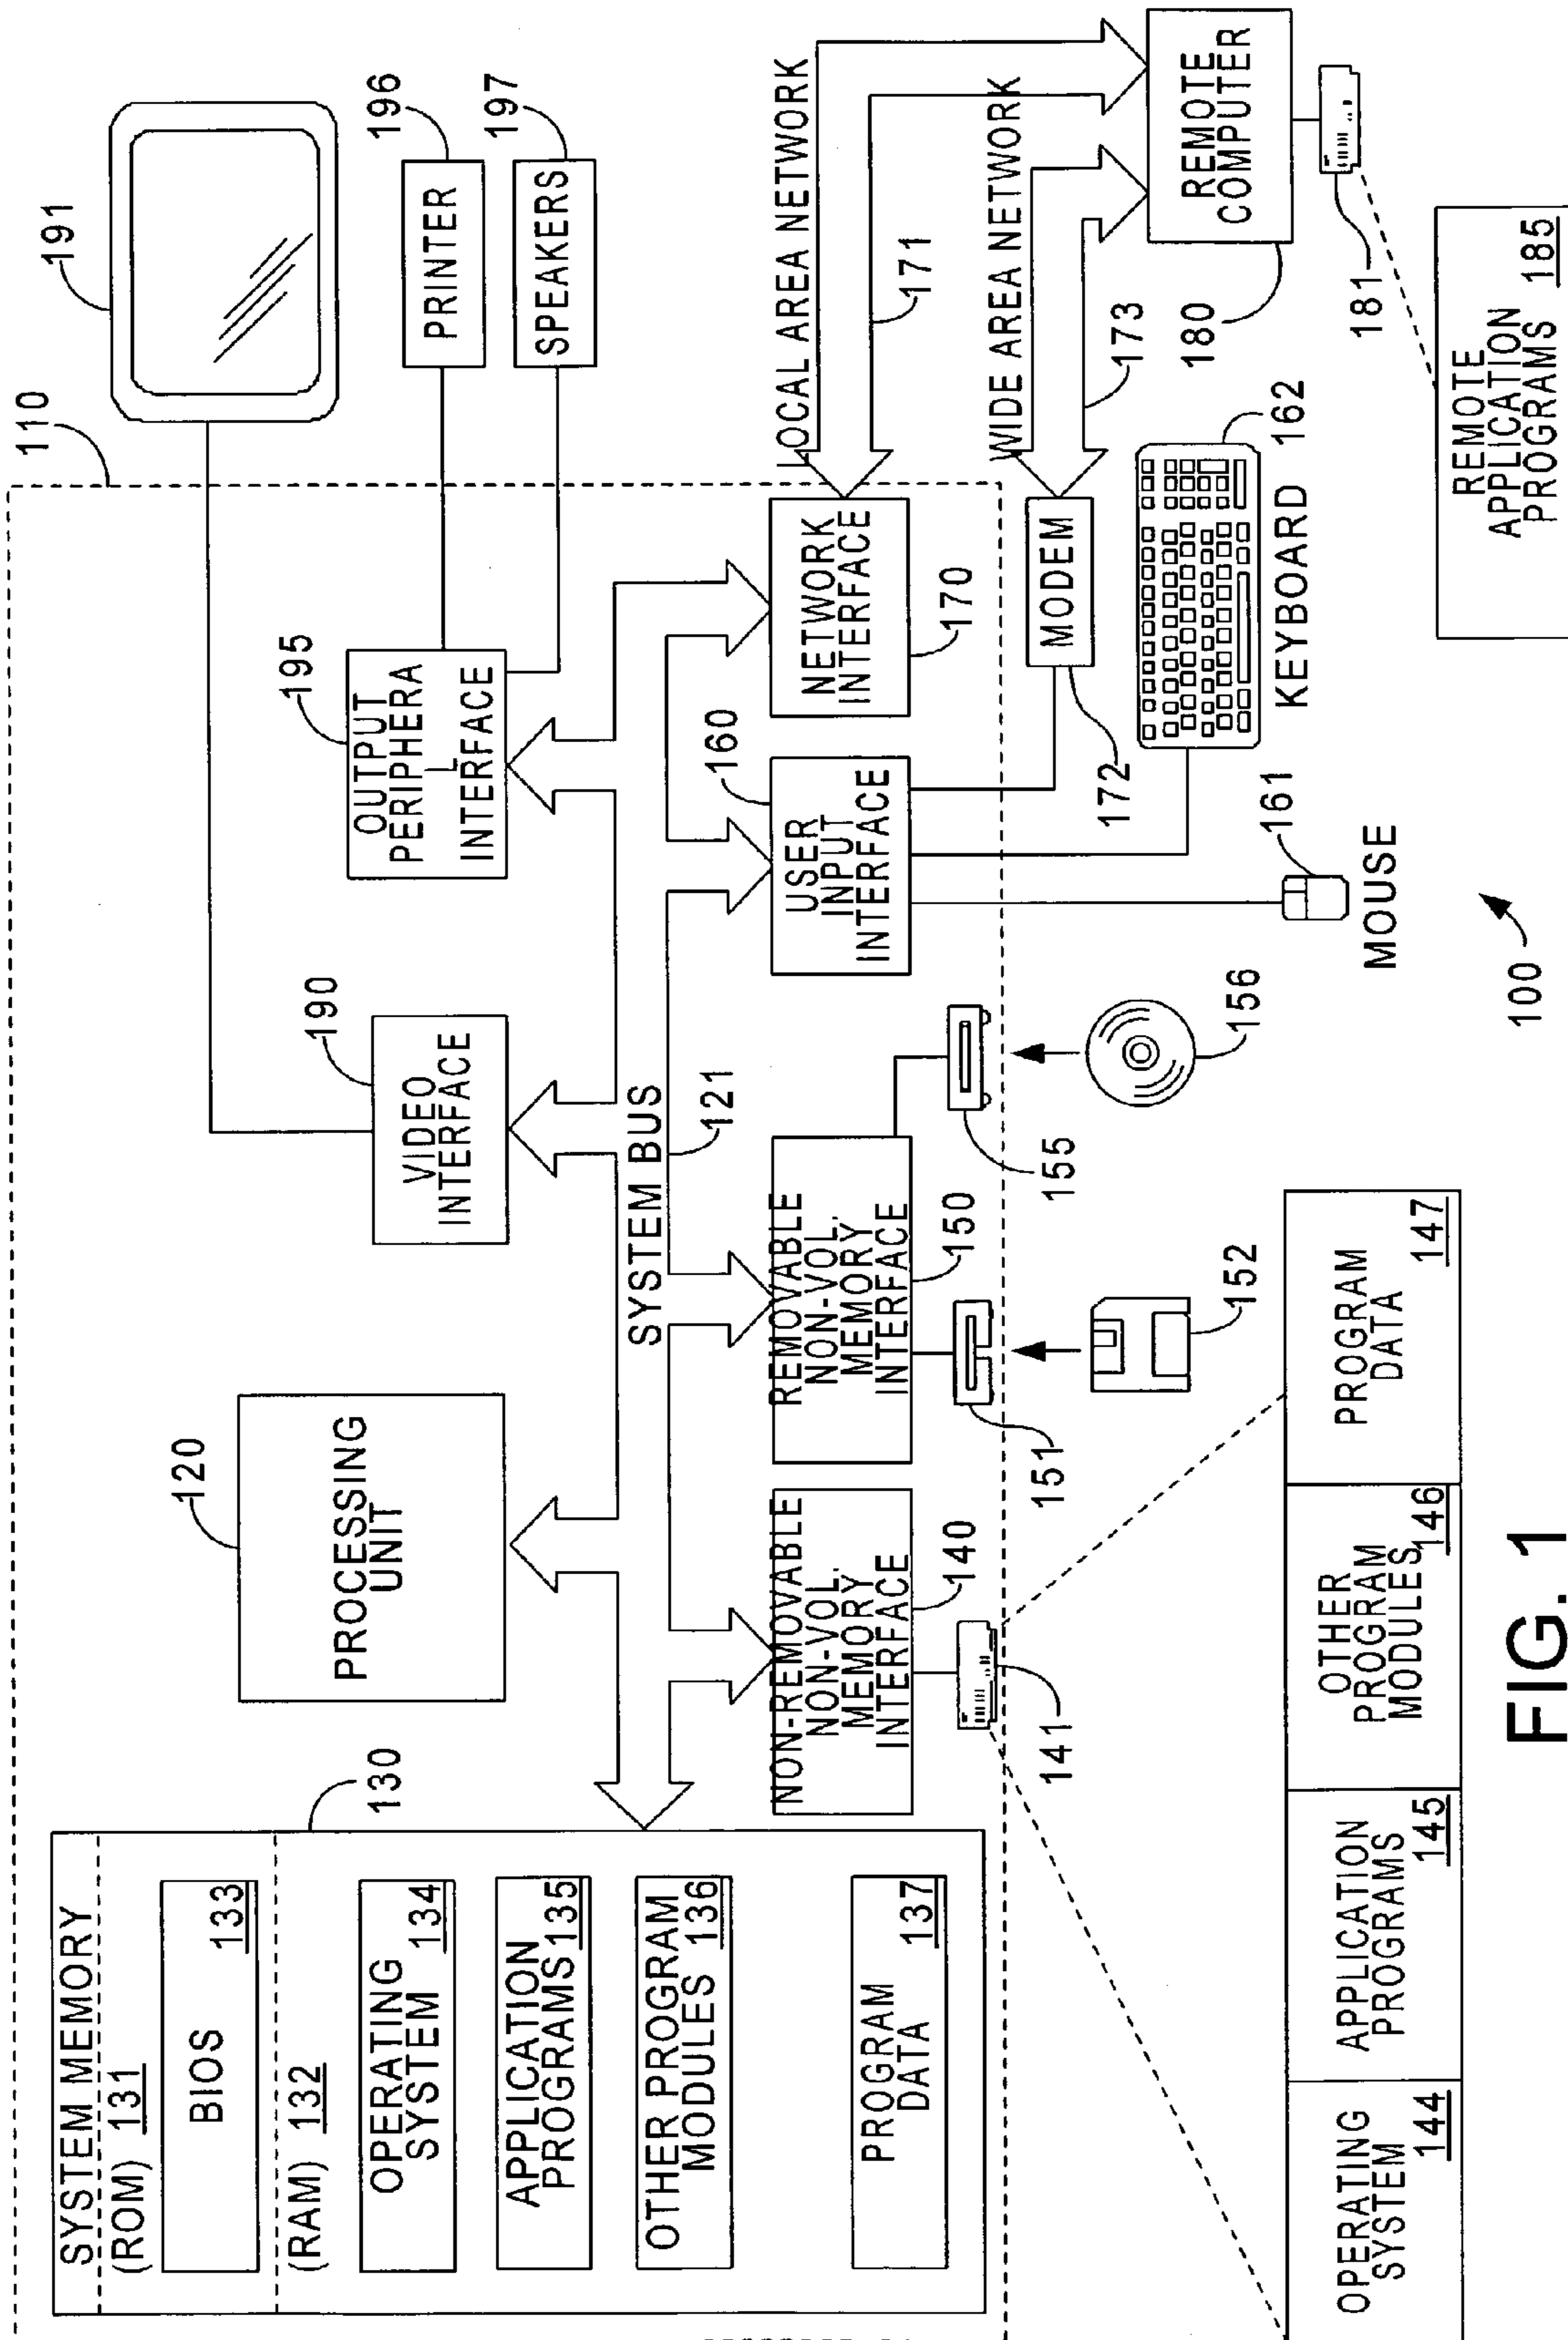 SYSTEM MEMORY
(ROM) 131
BIOS
133
(RAM) 132
OPERATING
SYSTEM 134
APPLICATION
PROGRAMS 135
OTHER PROGRAM
MODULES 136
PROGRAM
DATA
137
130
120
PROCESSING
UNIT
190
VIDEO
INTERFACE
195
OUTPUT
PERIPHERA
L
INTERFACE
110
191
PRINTER
196
SPEAKERS
197
SYSTEM BUS
121
NON-REMOVABLE
NON-VOL.
MEMORY
INTERFACE
140
REMOVABLE
NON-VOL.
MEMORY
INTERFACE
150
USER
INPUT
INTERFACE
160
NETWORK
INTERFACE
170
LOCAL AREA NETWORK
171
WIDE AREA NETWORK
173
MODEM
172
141
151
155
152
156
MOUSE
161
KEYBOARD
162
REMOTE
COMPUTER
180
181
REMOTE
APPLICATION
PROGRAMS 185
OPERATING
SYSTEM
144
APPLICATION
PROGRAMS
145
OTHER
PROGRAM
MODULES
146
PROGRAM
DATA
147
100
FIG. 1